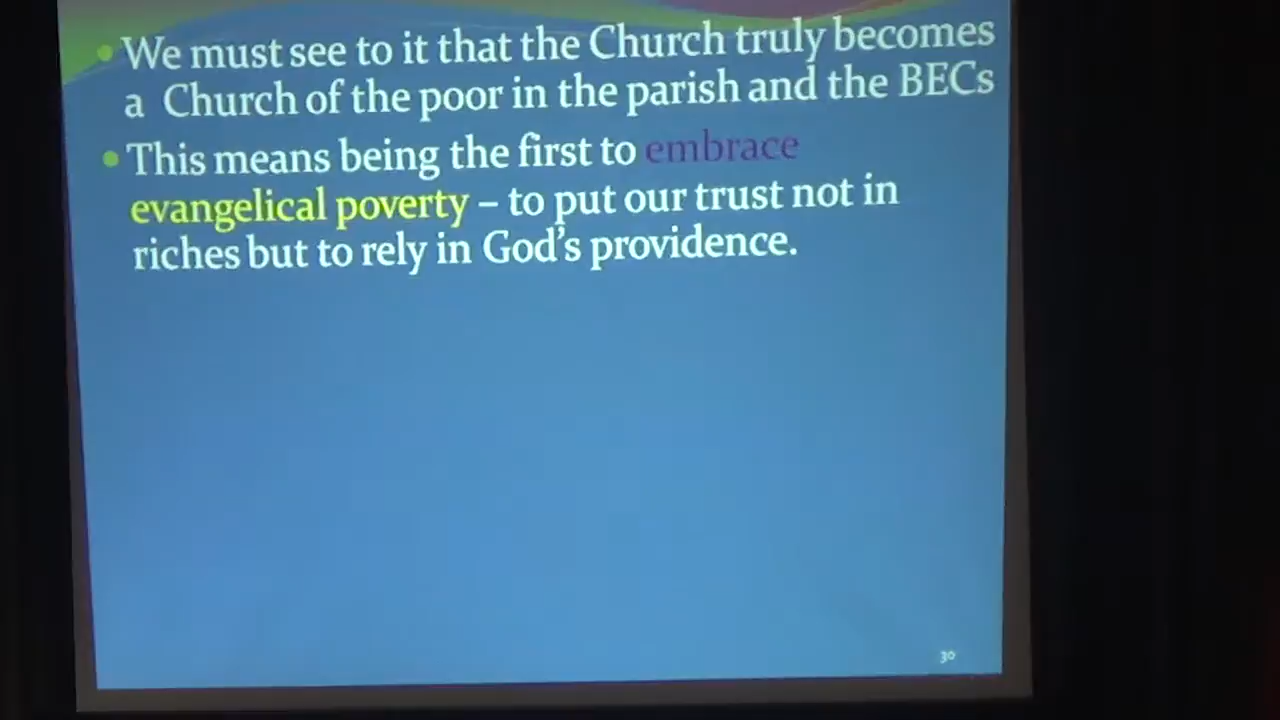 • We must see to it that the Church truly becomes
a Church of the poor in the parish and the BECs
• This means being the first to embrace
evangelical poverty – to put our trust not in
riches but to rely in God's providence.
30